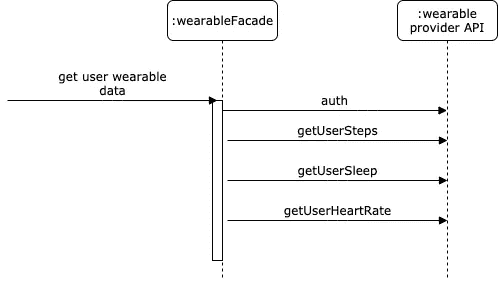 :wearableFacade
:wearable
provider API
get user wearable
data
auth
getUserSteps
getUserSleep
getUserHeartRate